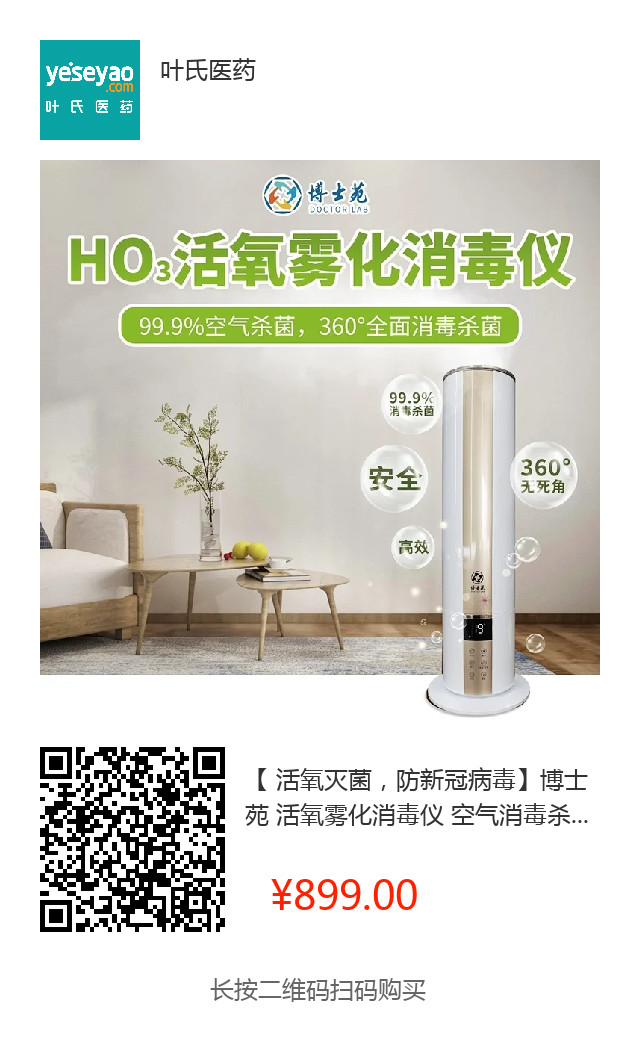 yeseyao
.com
叶氏医药
叶氏医药
博士苑
DOCTOR LAB
HO₃活氧雾化消毒仪
99.9%空气杀菌，360°全面消毒杀菌
99.9%
消毒杀菌
安全
360°
无死角
高效
博士苑
19
【 活氧灭菌，防新冠病毒】博士
苑 活氧雾化消毒仪 空气消毒杀...
¥899.00
长按二维码扫码购买